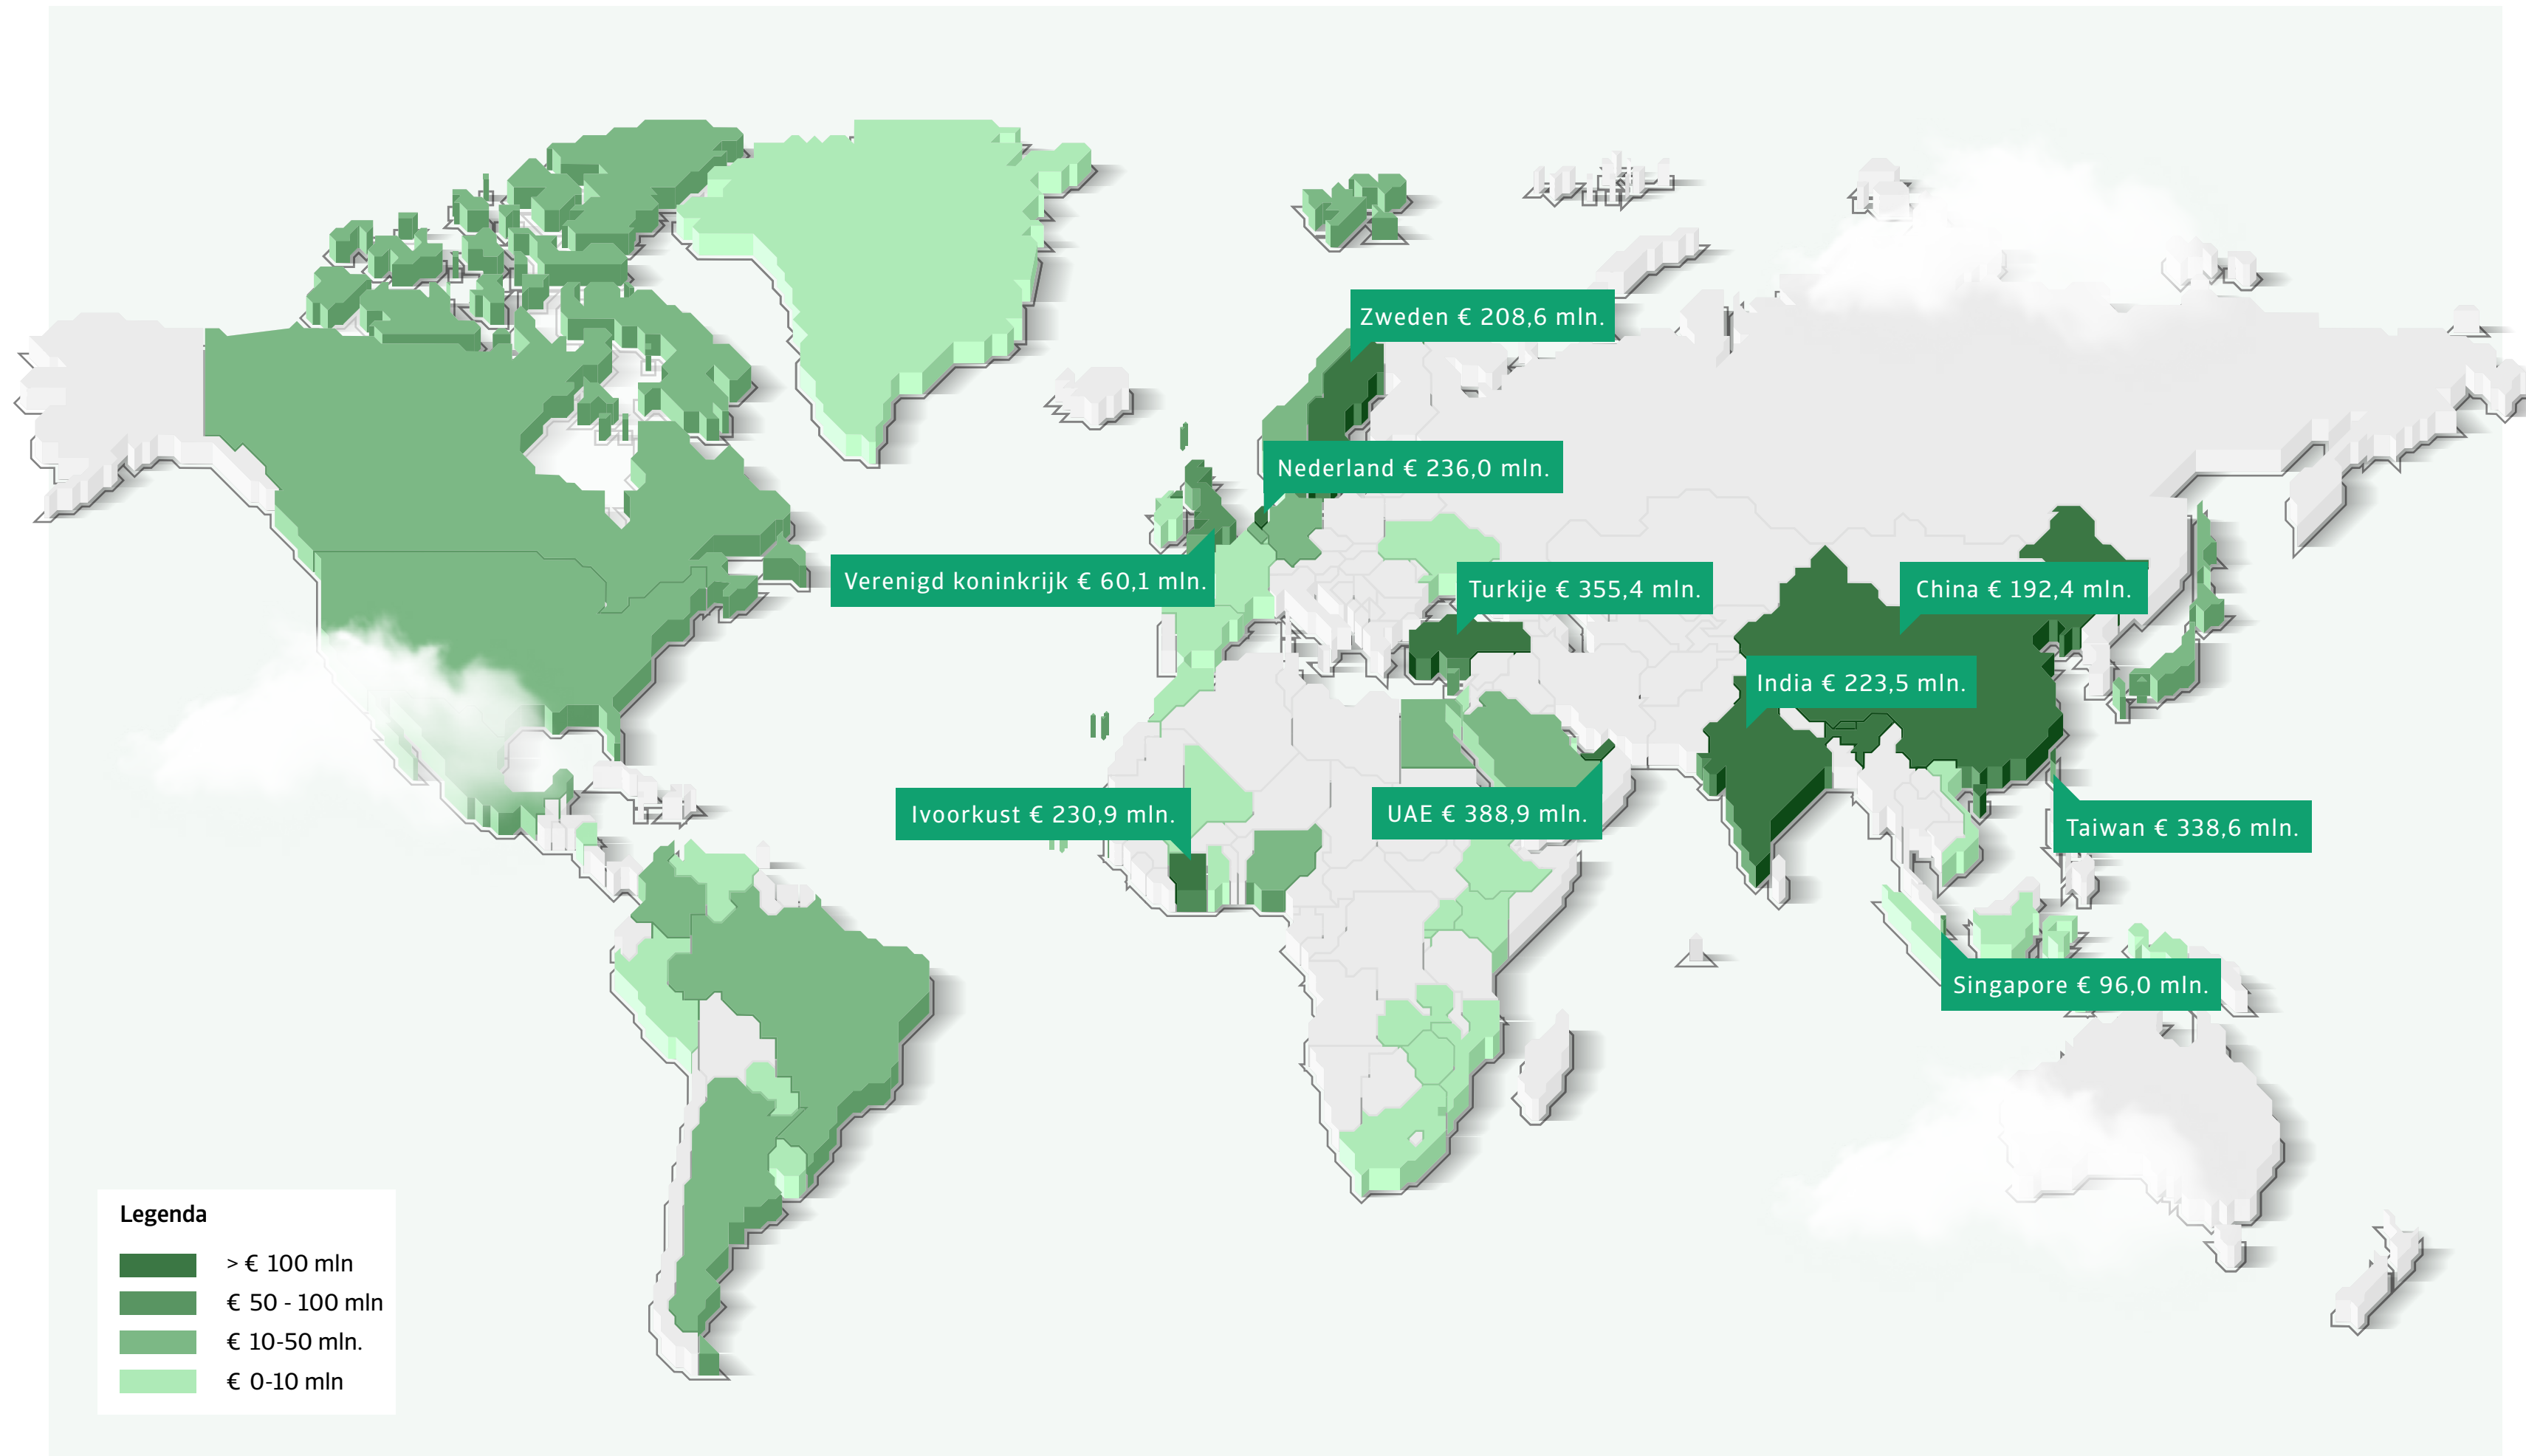 Zweden € 208,6 mln.
Nederland € 236,0 mln.
Verenigd koninkrijk € 60,1 mln.
Turkije € 355,4 mln.
China € 192,4 mln.
India € 223,5 mln.
Ivoorkust € 230,9 mln.
UAE € 388,9 mln.
Taiwan € 338,6 mln.
Singapore € 96,0 mln.
Legenda
> € 100 mln
€ 50 - 100 mln
€ 10-50 mln.
€ 0-10 mln